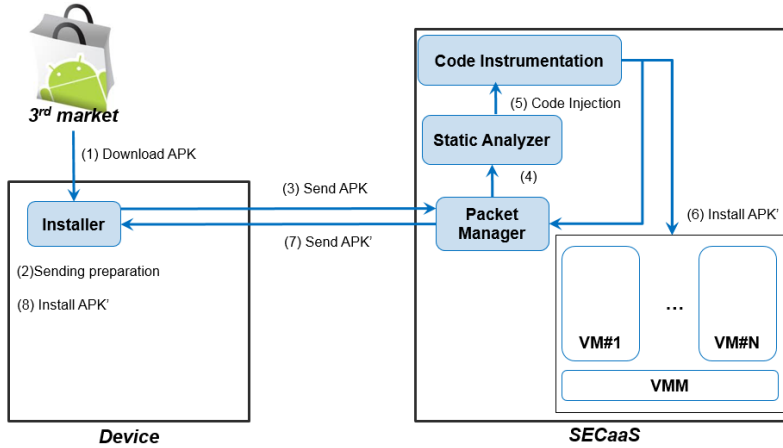 3rd market
(1) Download APK
Installer
(2)Sending preparation
(8) Install APK’
Device
(3) Send APK
(7) Send APK’
Code Instrumentation
(5) Code Injection
Static Analyzer
(4)
Packet
Manager
(6) Install APK’
VM#1
...
VM#N
VMM
SECaaS